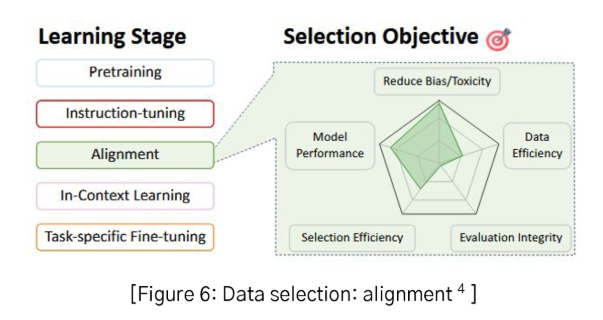 Learning Stage
Pretraining
Instruction-tuning
Alignment
In-Context Learning
Task-specific Fine-tuning
Selection Objective
Reduce Bias/Toxicity
Model
Performance
Data
Efficiency
Selection Efficiency
Evaluation Integrity
[Figure 6: Data selection: alignment ⁴ ]